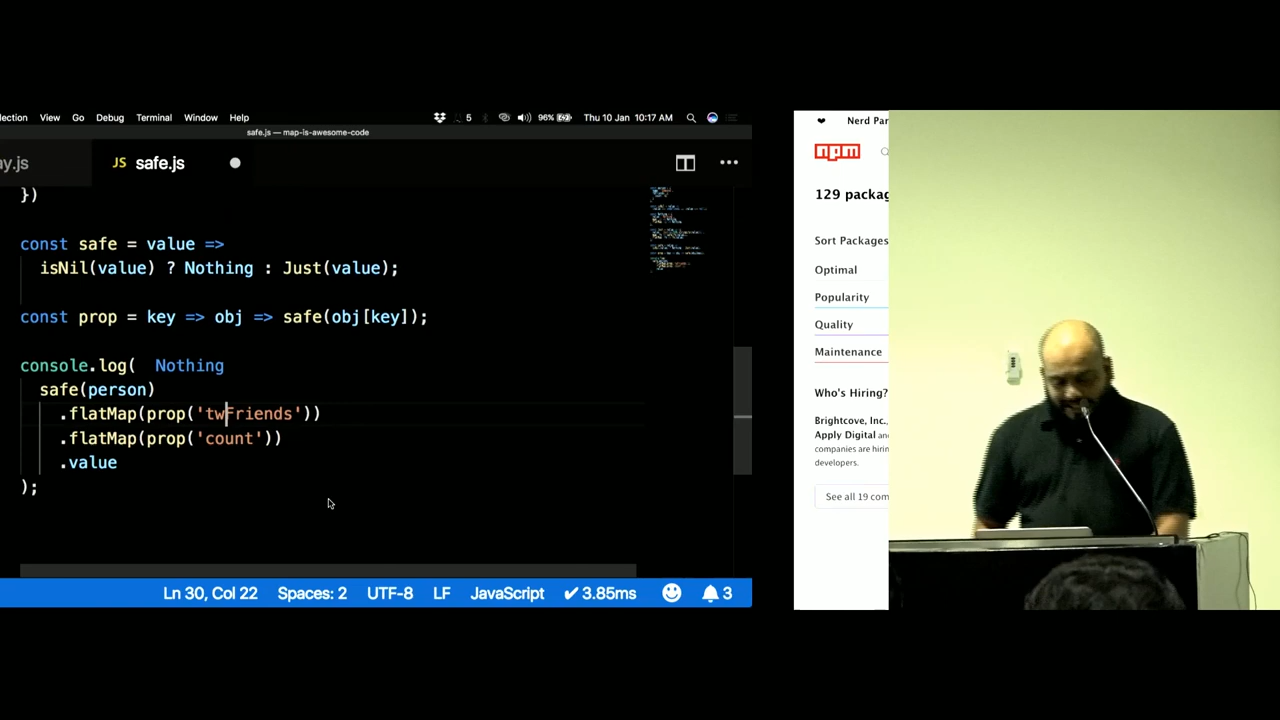 lection View Go Debug Terminal Window Help 5 96% Thu 10 Jan 10:17 AM
safe.js — map-is-awesome-code
ay.js JS safe.js
})
const safe = value =>
isNil(value) ? Nothing : Just(value);
const prop = key => obj => safe(obj[key]);
console.log( Nothing
safe(person)
.flatMap(prop('twFriends'))
.flatMap(prop('count'))
.value
);
Ln 30, Col 22 Spaces: 2 UTF-8 LF JavaScript ✔ 3.85ms 3
❤ Nerd Par
npm
129 packag
Sort Packages
Optimal
Popularity
Quality
Maintenance
Who's Hiring?
Brightcove, Inc.,
Apply Digital and
companies are hirin
developers.
See all 19 com